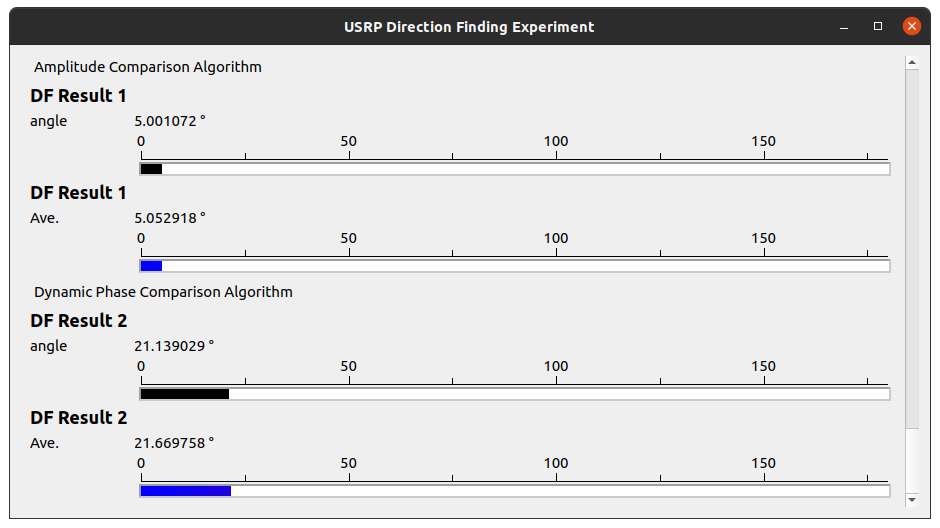 USRP Direction Finding Experiment
Amplitude Comparison Algorithm
DF Result 1
angle 5.001072 °
0 50 100 150
DF Result 1
Ave. 5.052918 °
0 50 100 150
Dynamic Phase Comparison Algorithm
DF Result 2
angle 21.139029 °
0 50 100 150
DF Result 2
Ave. 21.669758 °
0 50 100 150